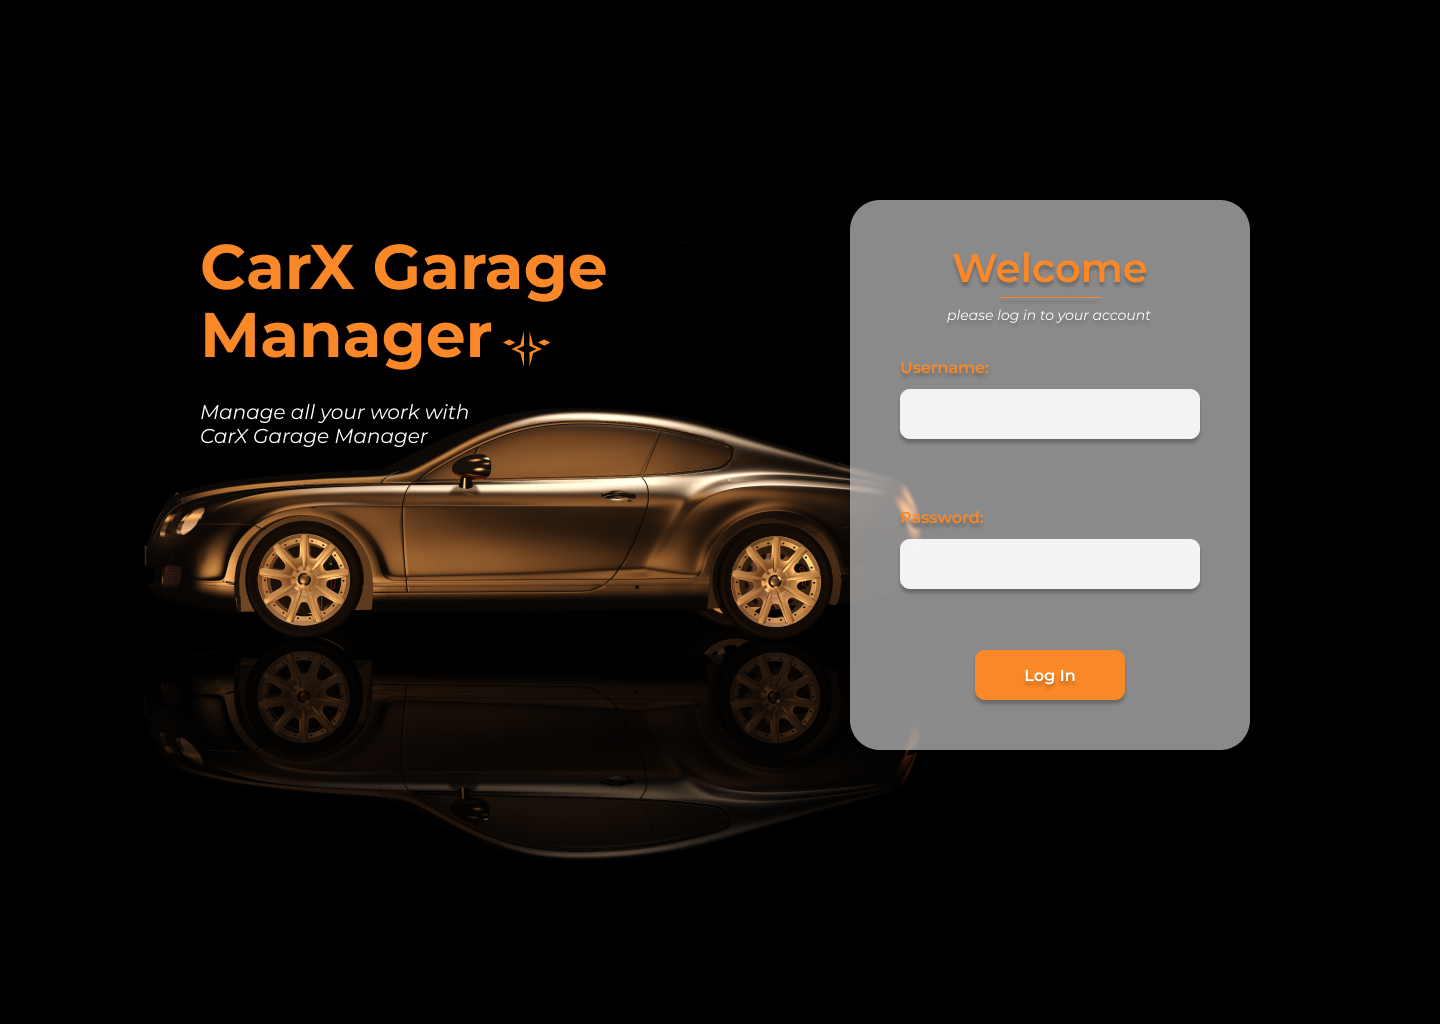 CarX Garage
Manager
Manage all your work with
CarX Garage Manager
Welcome
please log in to your account
Username:
Password:
Log In